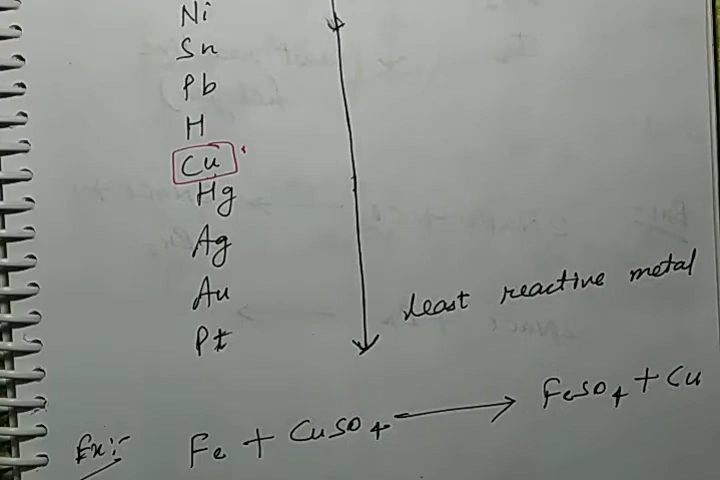 Ni
Sn
Pb
H
Cu
Hg
Ag
Au
Pt
Least reactive metal
Ex:- Fe + CuSO4 ⟶ FeSO4 + Cu